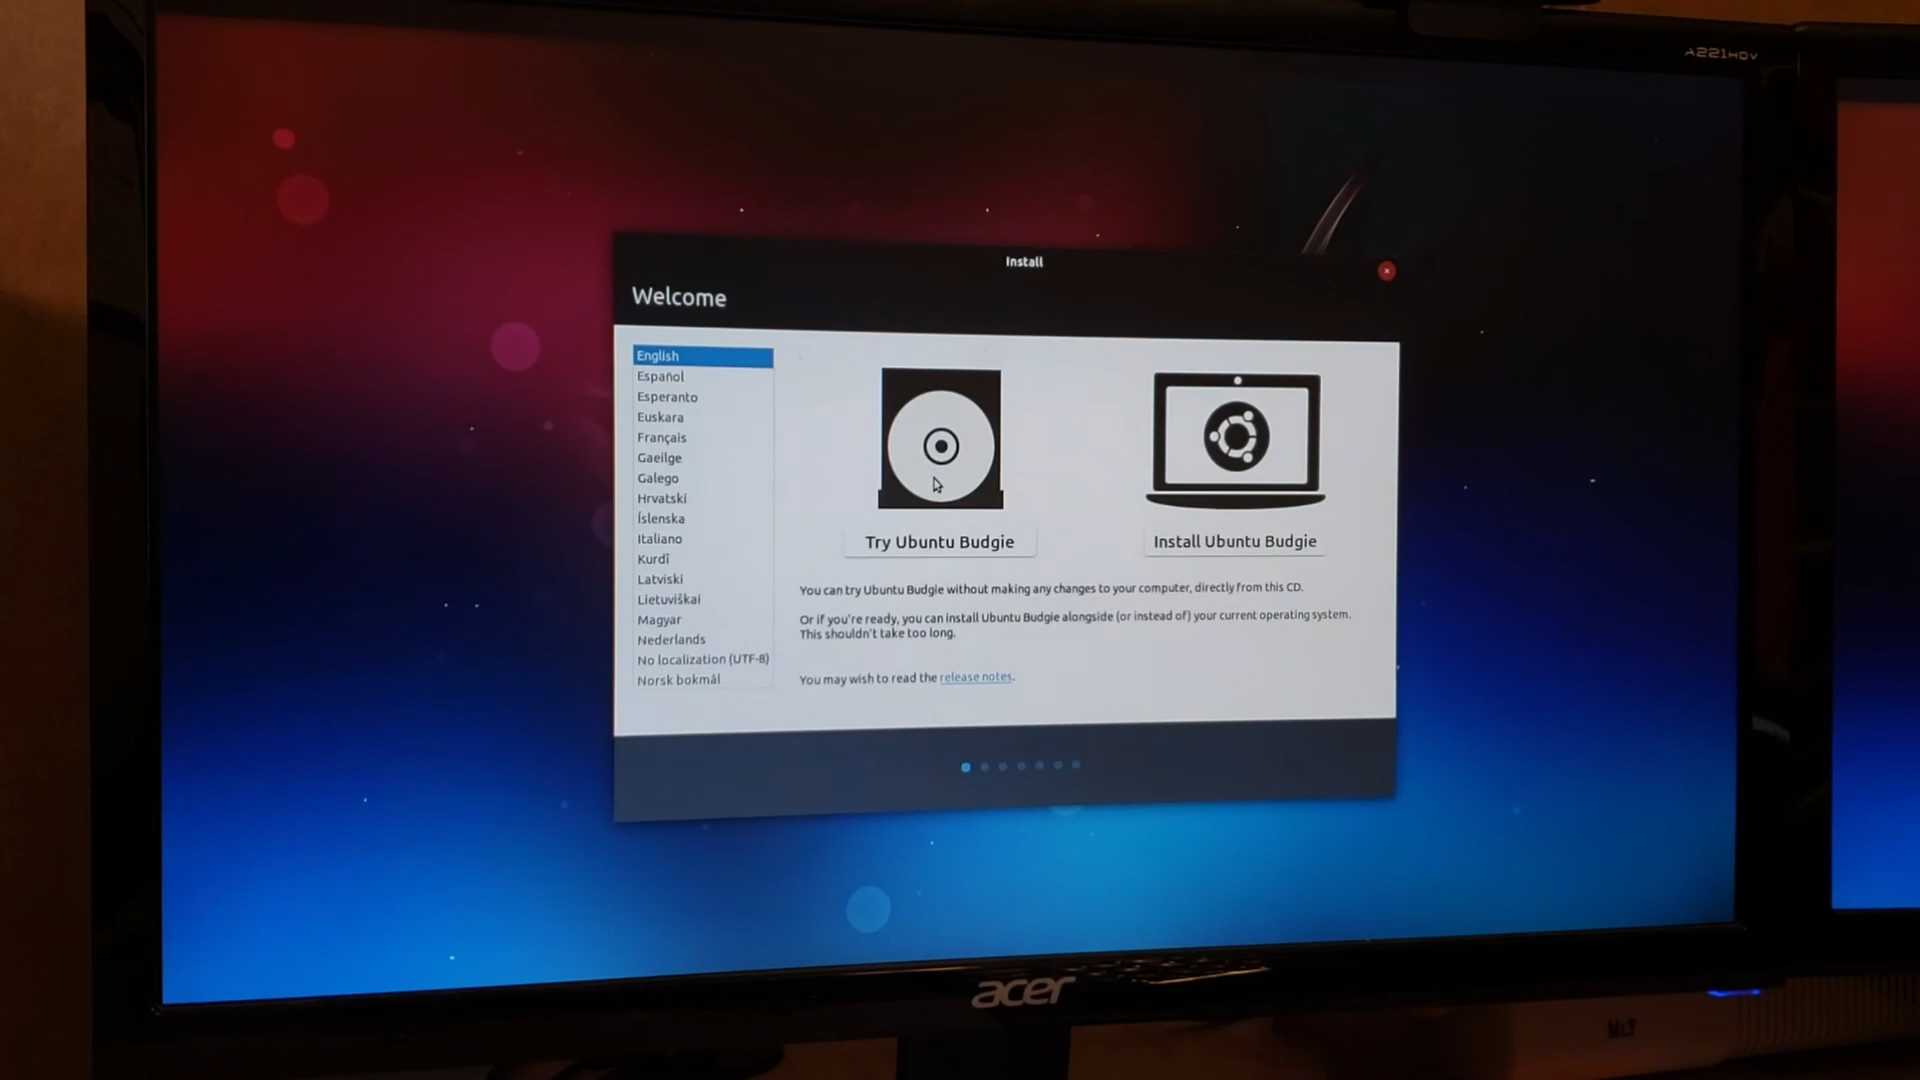 A221HQV
Install
Welcome
English
Español
Esperanto
Euskara
Français
Gaeilge
Galego
Hrvatski
Íslenska
Italiano
Kurdî
Latviski
Lietuviškai
Magyar
Nederlands
No localization (UTF-8)
Norsk bokmål
Try Ubuntu Budgie
Install Ubuntu Budgie
You can try Ubuntu Budgie without making any changes to your computer, directly from this CD.
Or if you're ready, you can install Ubuntu Budgie alongside (or instead of) your current operating system.
This shouldn't take too long.
You may wish to read the release notes.
acer